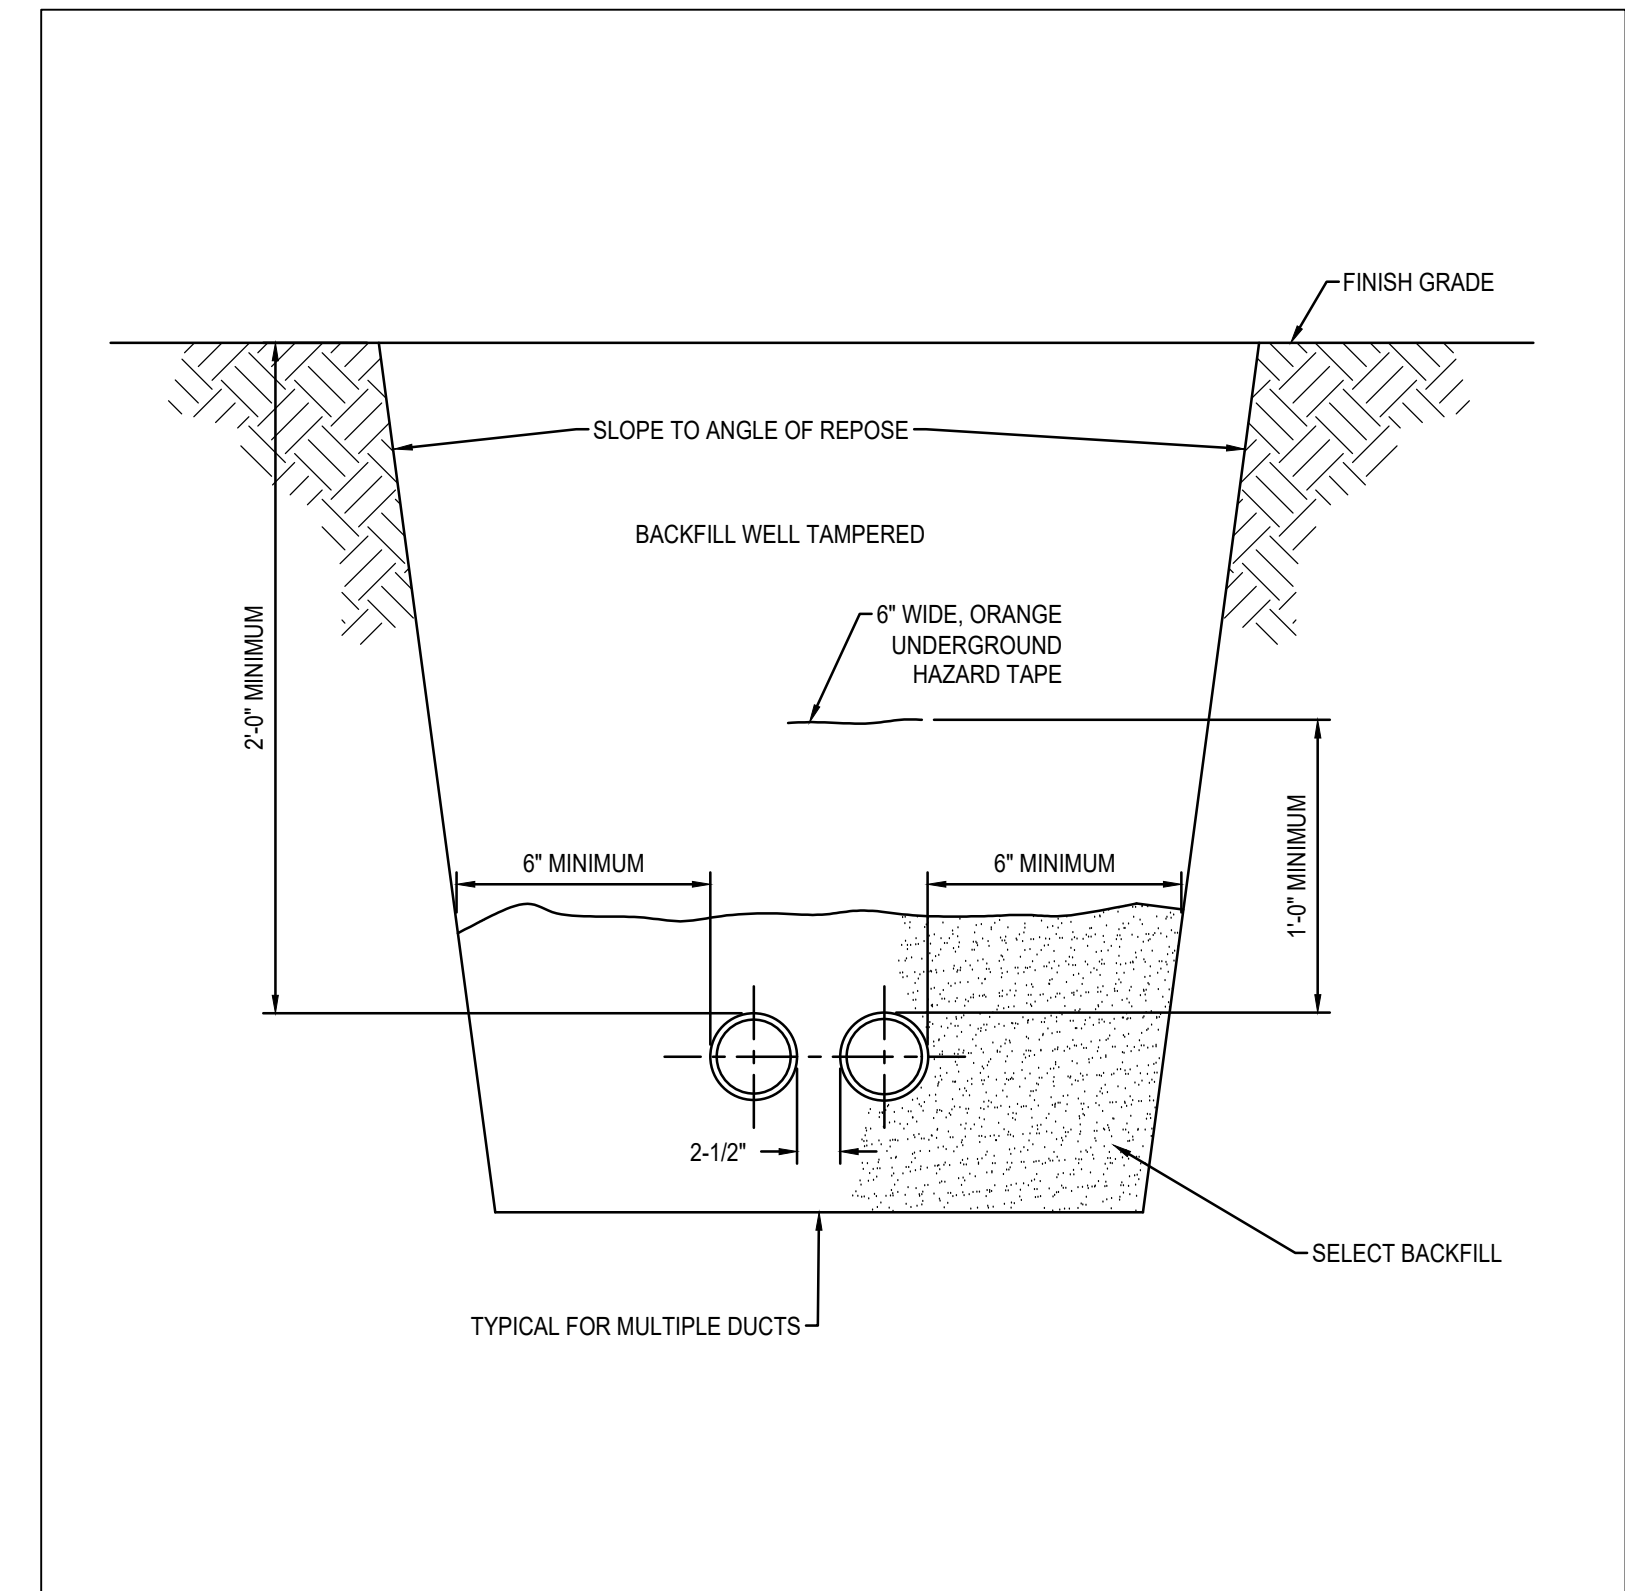 FINISH GRADE
SLOPE TO ANGLE OF REPOSE
BACKFILL WELL TAMPERED
6" WIDE, ORANGE
UNDERGROUND
HAZARD TAPE
2'-0" MINIMUM
6" MINIMUM
6" MINIMUM
1'-0" MINIMUM
2-1/2"
SELECT BACKFILL
TYPICAL FOR MULTIPLE DUCTS